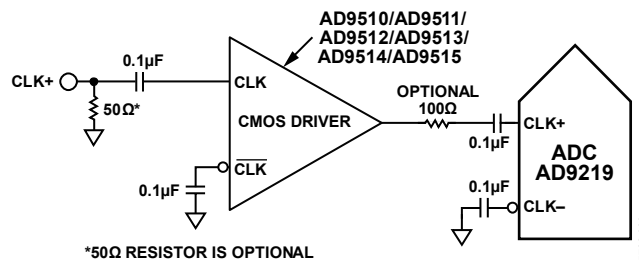 AD9510/AD9511/
AD9512/AD9513/
AD9514/AD9515
0.1µF
CLK+
50Ω*
CLK
CMOS DRIVER
OPTIONAL
100Ω
CLK+
0.1µF
ADC
AD9219
C̅L̅K̅
0.1µF
0.1µF
CLK–
*50Ω RESISTOR IS OPTIONAL